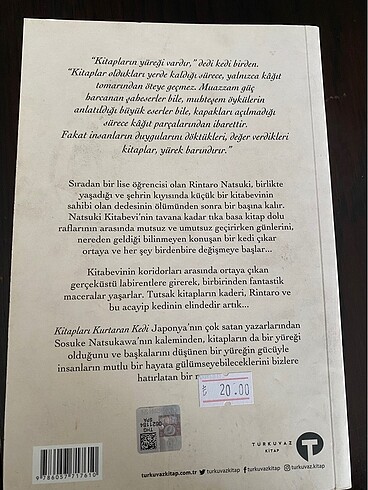 "Kitapların yüreği vardır," dedi kedi birden.
"Kitaplar oldukları yerde kaldığı sürece, yalnızca kâğıt
tomarından öteye geçmez. Muazzam güç
harcanan şaheserler bile, muhteşem öykülerin
anlatıldığı büyük eserler bile, kapakları açılmadığı
sürece kâğıt parçalarından ibarettir.
Fakat insanların duygularını döktükleri, değer verdikleri
kitaplar, yürek barındırır."
Sıradan bir lise öğrencisi olan Rintaro Natsuki, birlikte
yaşadığı ve şehrin kıyısında küçük bir kitabevinin
sahibi olan dedesinin ölümünden sonra bir başına kalır.
Natsuki Kitabevi'nin tavana kadar tıka basa kitap dolu
raflarının arasında mutsuz ve umutsuz geçirirken günlerini,
nereden geldiği bilinmeyen konuşan bir kedi çıkar
ortaya ve her şey birdenbire değişmeye başlar...
Kitabevinin koridorları arasında ortaya çıkan
gerçeküstü labirentlere girerek, birbirinden fantastik
maceralar yaşarlar. Tutsak kitapların kaderi, Rintaro ve
bu acayip kedinin elindedir artık...
Kitapları Kurtaran Kedi Japonya'nın çok satan yazarlarından
Sosuke Natsukawa'nın kaleminden, kitapların da bir yüreği
olduğunu ve başkalarını düşünen bir yüreğin gücüyle
insanların mutlu bir hayata gülümseyebileceklerini bizlere
hatırlatan bir
20.00
TURKUVAZ
KİTAP
turkuvazkitap.com.tr turkuvazkitap turkuvazkitap turkuvazkitap
9786057717610